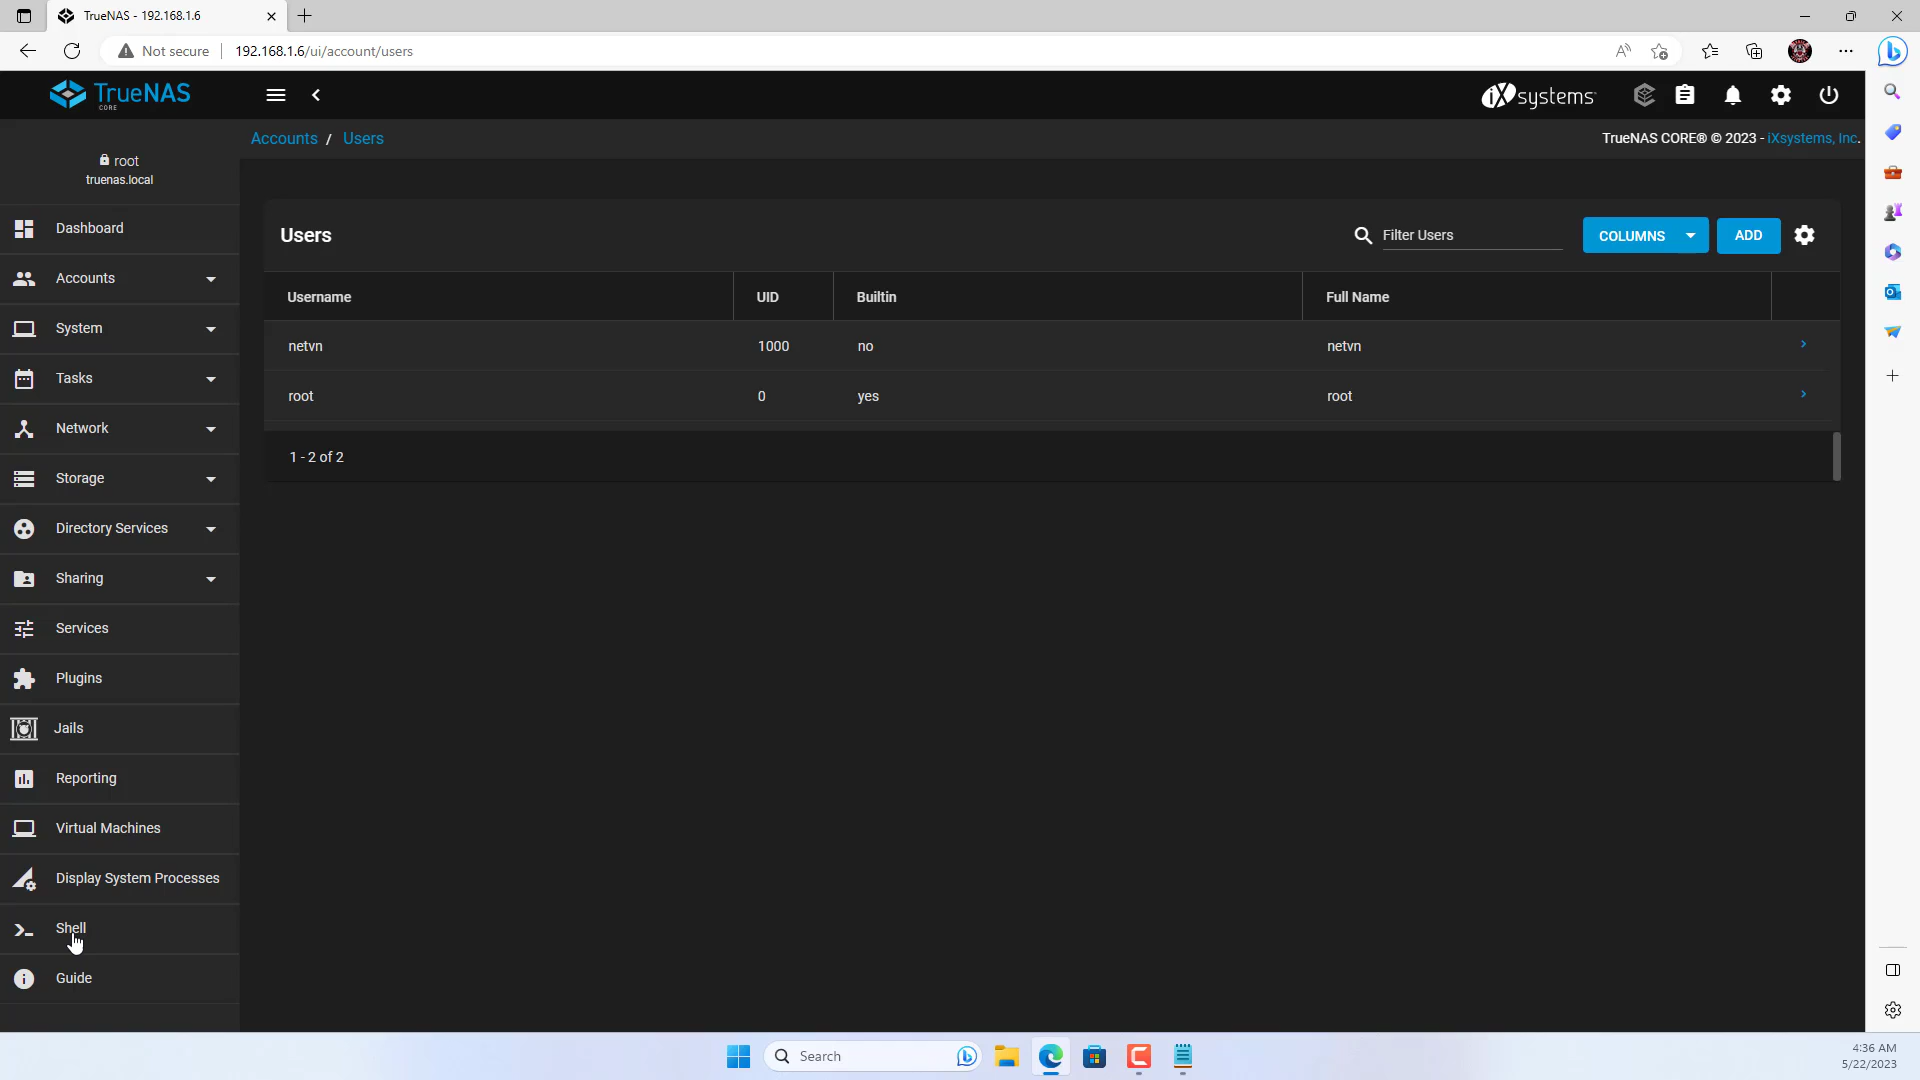 TrueNAS - 192.168.1.6
Not secure
192.168.1.6/ui/account/users
TrueNAS
CORE
iXsystems
Accounts / Users
TrueNAS CORE® © 2023 - iXsystems, Inc.
root
truenas.local
Dashboard
Accounts
System
Tasks
Network
Storage
Directory Services
Sharing
Services
Plugins
Jails
Reporting
Virtual Machines
Display System Processes
Shell
Guide
Users
Filter Users
COLUMNS
ADD
Username UID Builtin Full Name
netvn 1000 no netvn
root 0 yes root
1 - 2 of 2
Search
4:36 AM
5/22/2023